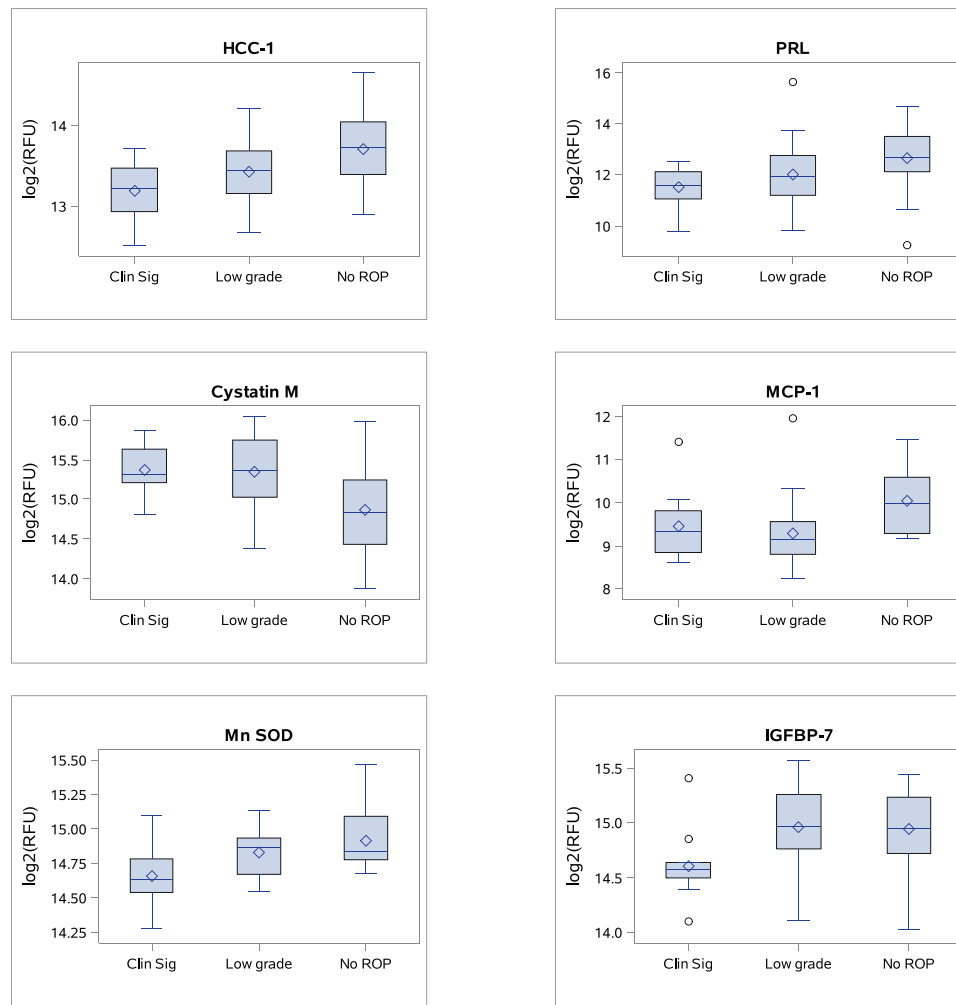 HCC-1
log2(RFU)
14
13
Clin Sig Low grade No ROP
PRL
log2(RFU)
16
14
12
10
Clin Sig Low grade No ROP
Cystatin M
log2(RFU)
16.0
15.5
15.0
14.5
14.0
Clin Sig Low grade No ROP
MCP-1
log2(RFU)
12
11
10
9
8
Clin Sig Low grade No ROP
Mn SOD
log2(RFU)
15.50
15.25
15.00
14.75
14.50
14.25
Clin Sig Low grade No ROP
IGFBP-7
log2(RFU)
15.5
15.0
14.5
14.0
Clin Sig Low grade No ROP